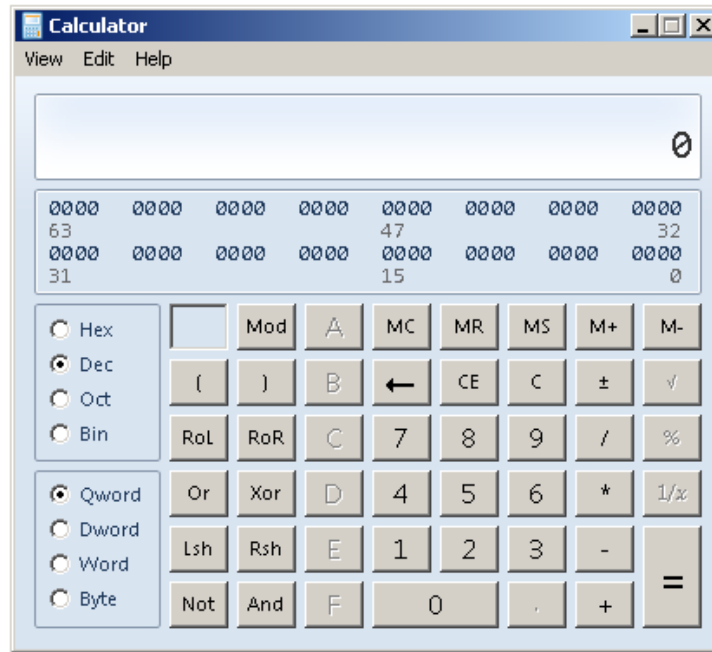 Calculator
View Edit Help
0
0000 0000 0000 0000 0000 0000 0000 0000
63 47 32
0000 0000 0000 0000 0000 0000 0000 0000
31 15 0
Hex Mod A MC MR MS M+ M-
Dec ( ) B ← CE C ± √
Oct
Bin RoL RoR C 7 8 9 / %
Qword Or Xor D 4 5 6 * 1/x
Dword
Lsh Rsh E 1 2 3 - =
Word
Byte Not And F 0 , +